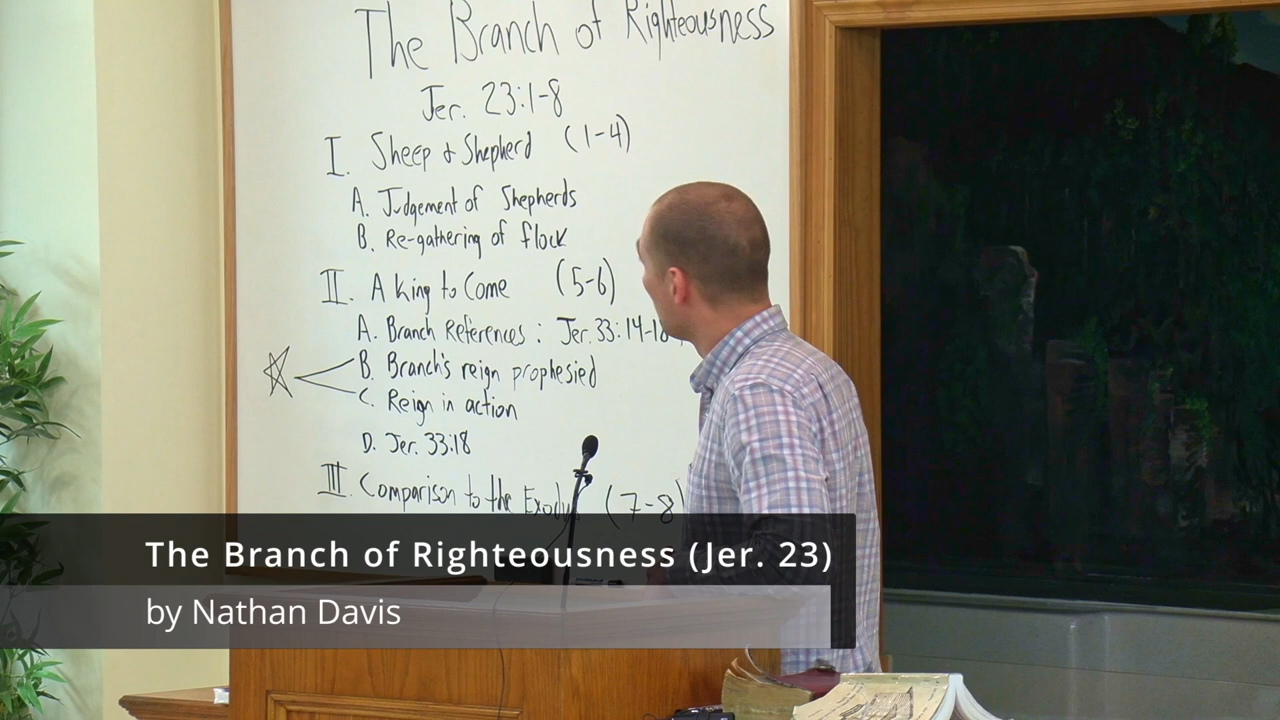 The Branch of Righteousness
Jer. 23:1-8
I. Sheep & Shepherd (1-4)
A. Judgement of Shepherds
B. Re-gathering of flock
II. A King to Come (5-6)
A. Branch References: Jer. 33:14-18
B. Branch's reign prophesied
C. Reign in action
D. Jer. 33:18
III. Comparison to the Exodus (7-8)
The Branch of Righteousness (Jer. 23)
by Nathan Davis